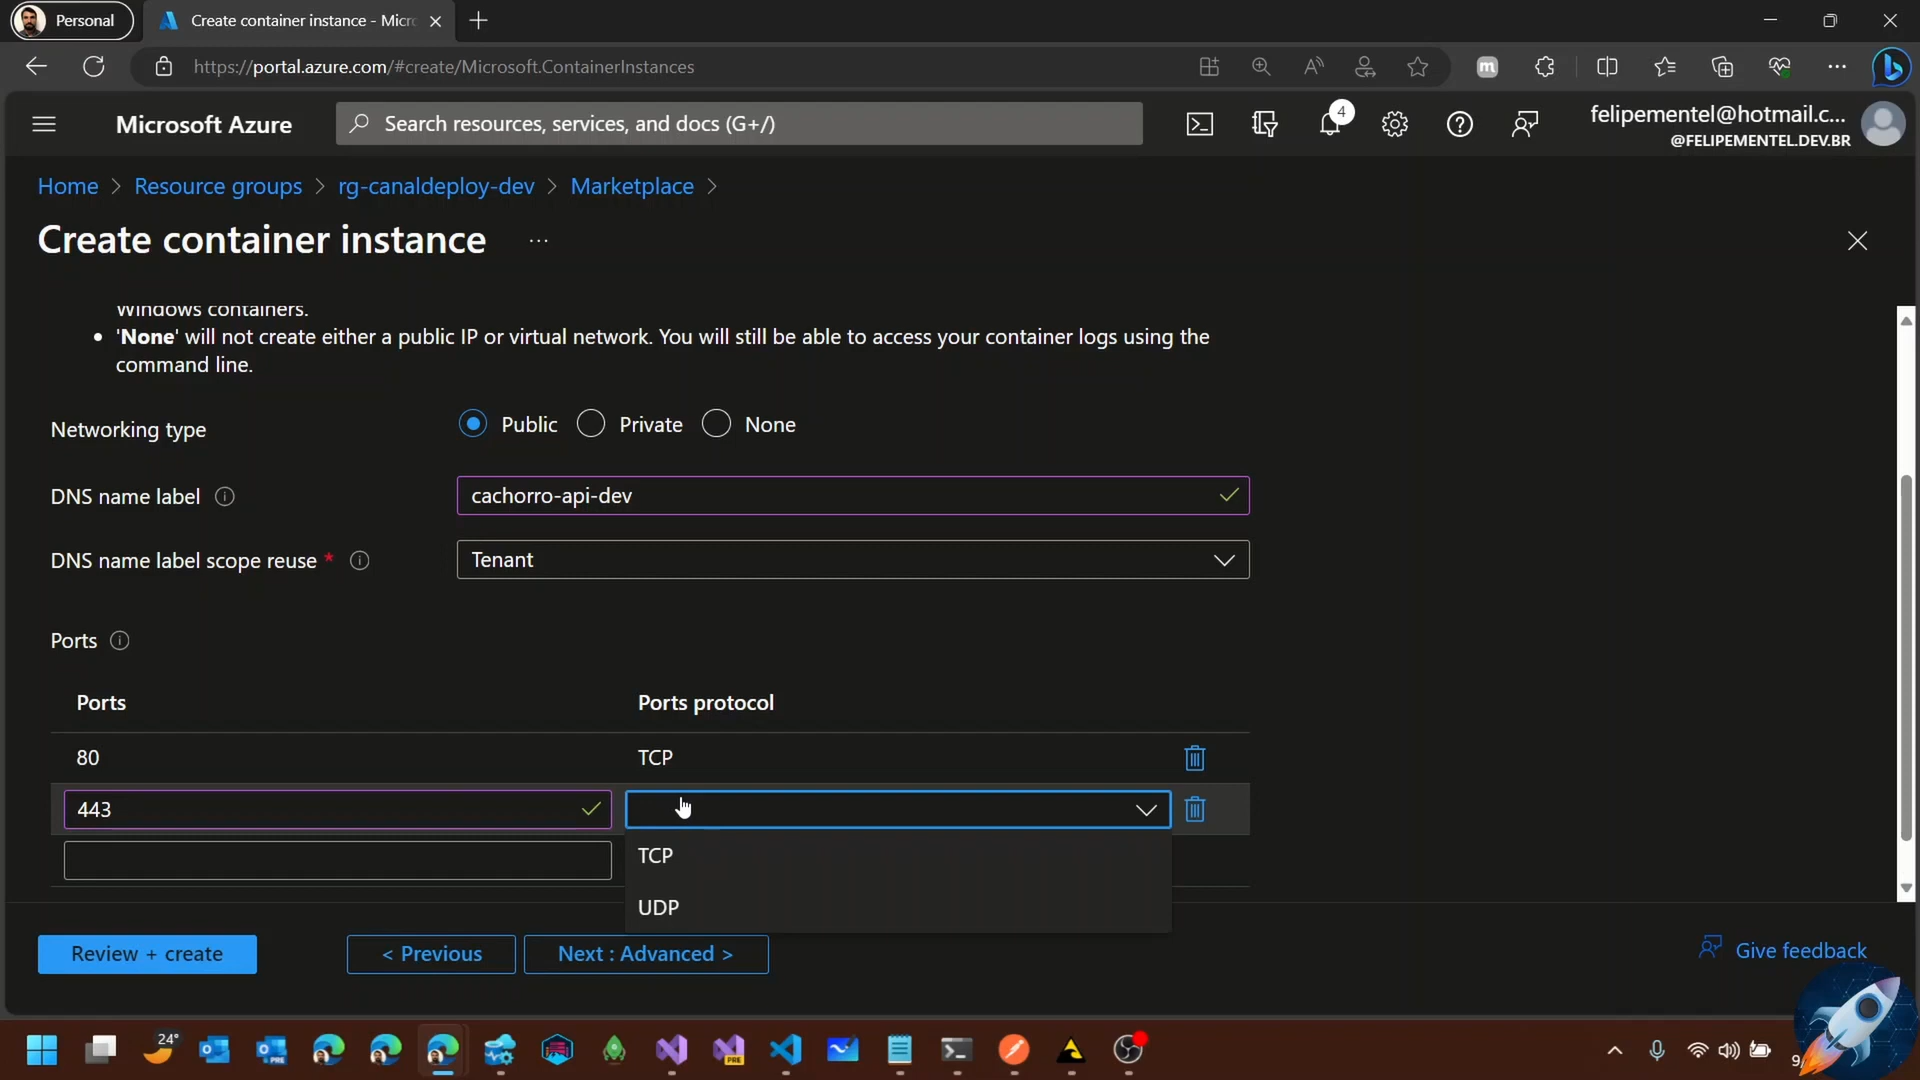 Personal
Create container instance - Micr
https://portal.azure.com/#create/Microsoft.ContainerInstances
Microsoft Azure
Search resources, services, and docs (G+/)
4
felipementel@hotmail.c...
@FELIPEMENTEL.DEV.BR
Home > Resource groups > rg-canaldeploy-dev > Marketplace >
Create container instance ...
Windows containers.
• 'None' will not create either a public IP or virtual network. You will still be able to access your container logs using the
command line.
Networking type
Public
Private
None
DNS name label
cachorro-api-dev
DNS name label scope reuse *
Tenant
Ports
Ports
Ports protocol
80
TCP
443
TCP
UDP
Review + create
< Previous
Next : Advanced >
Give feedback
24°
PRE
PRE